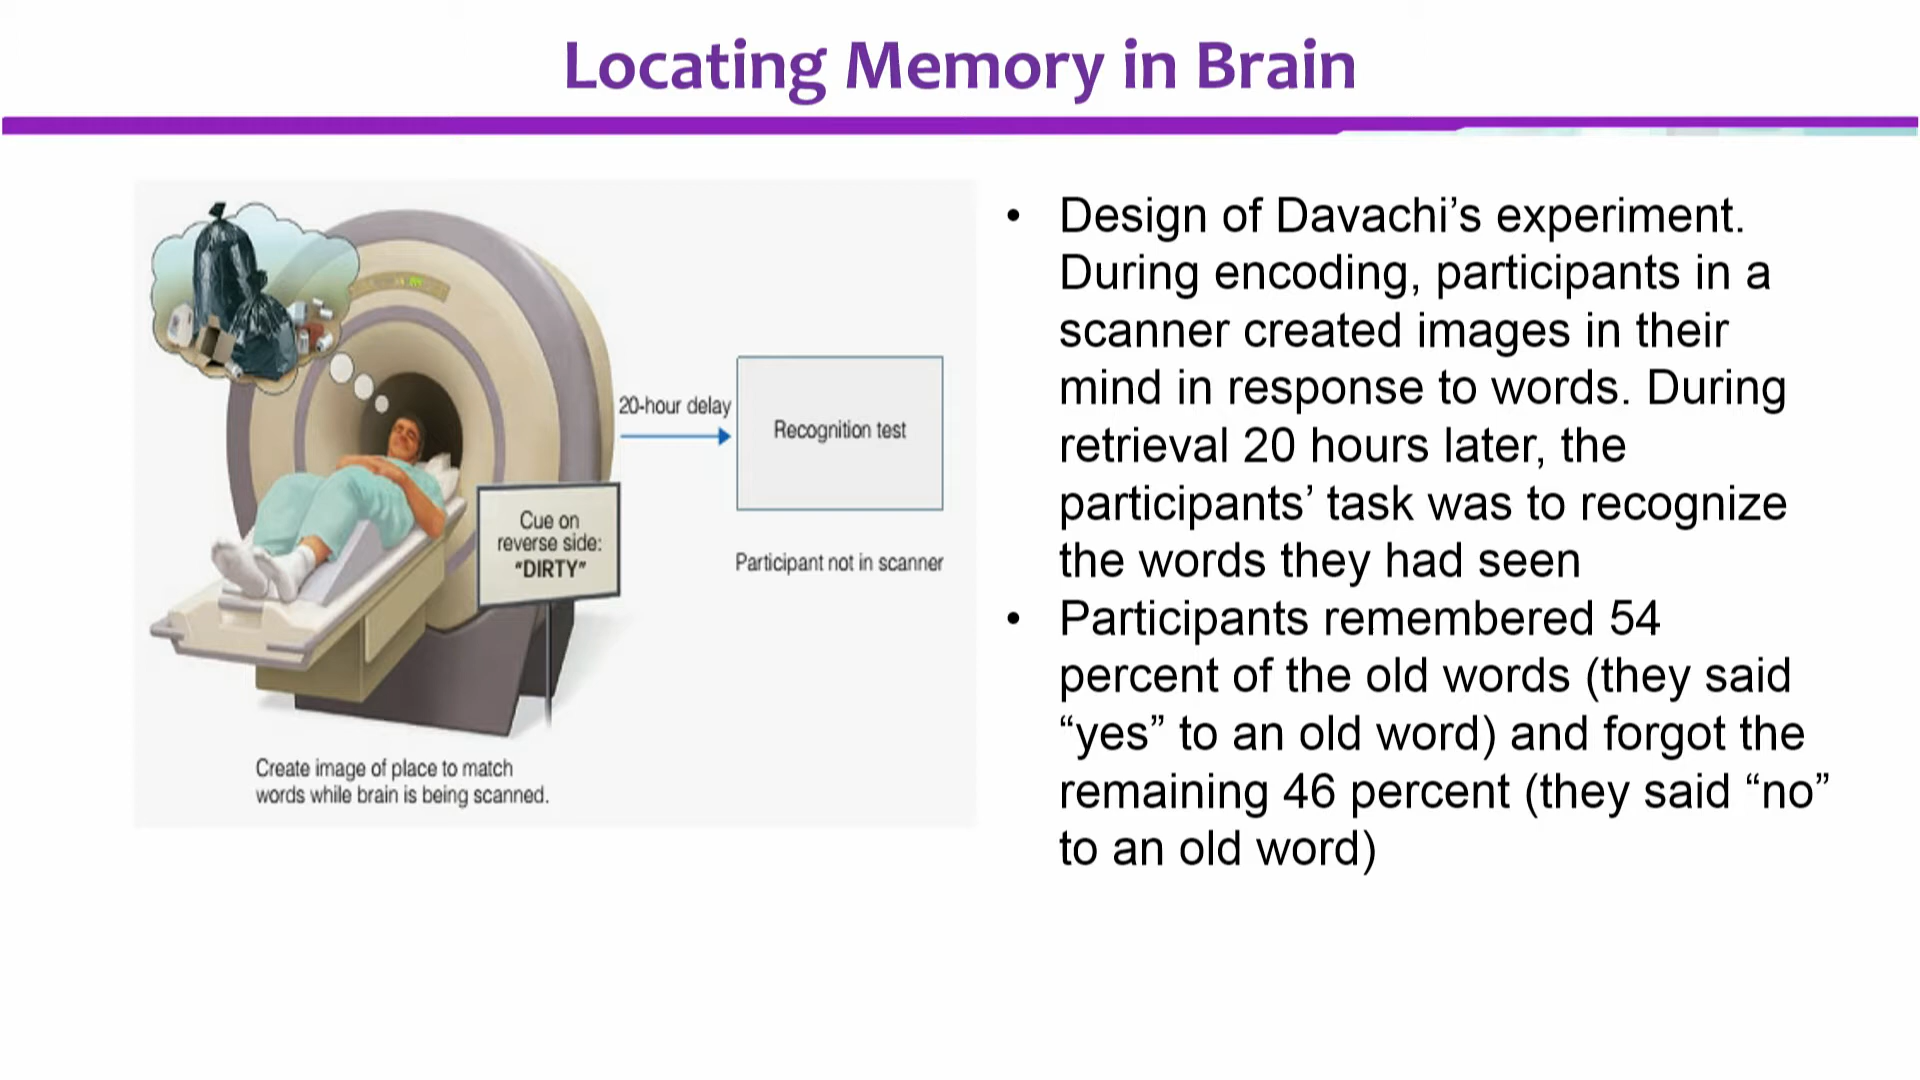 Locating Memory in Brain
20-hour delay
Recognition test
Cue on
reverse side:
"DIRTY"
Participant not in scanner
Create image of place to match
words while brain is being scanned.
• Design of Davachi’s experiment.
During encoding, participants in a
scanner created images in their
mind in response to words. During
retrieval 20 hours later, the
participants’ task was to recognize
the words they had seen
• Participants remembered 54
percent of the old words (they said
“yes” to an old word) and forgot the
remaining 46 percent (they said “no”
to an old word)